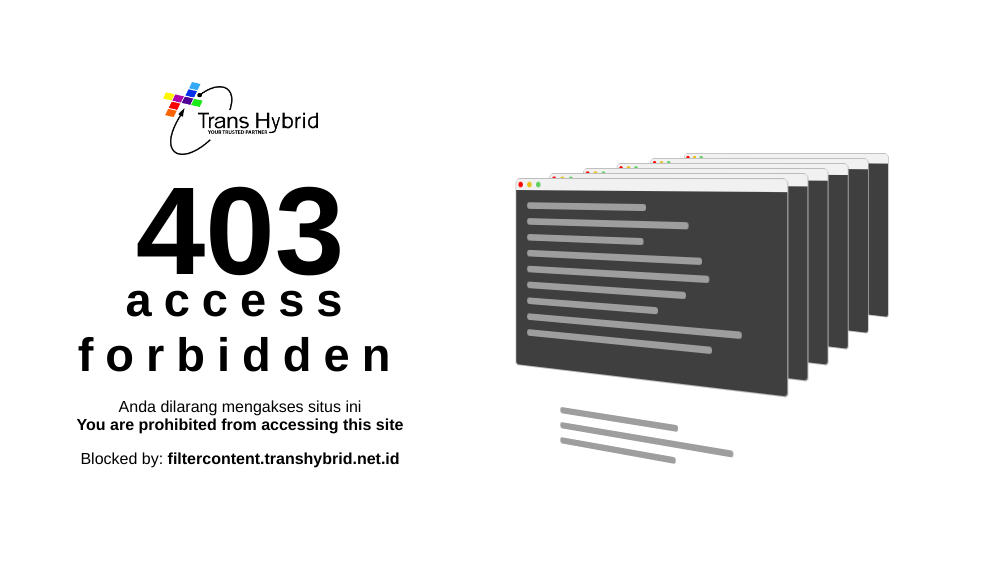 Trans Hybrid
YOUR TRUSTED PARTNER
403
access
forbidden
Anda dilarang mengakses situs ini
You are prohibited from accessing this site
Blocked by: filtercontent.transhybrid.net.id